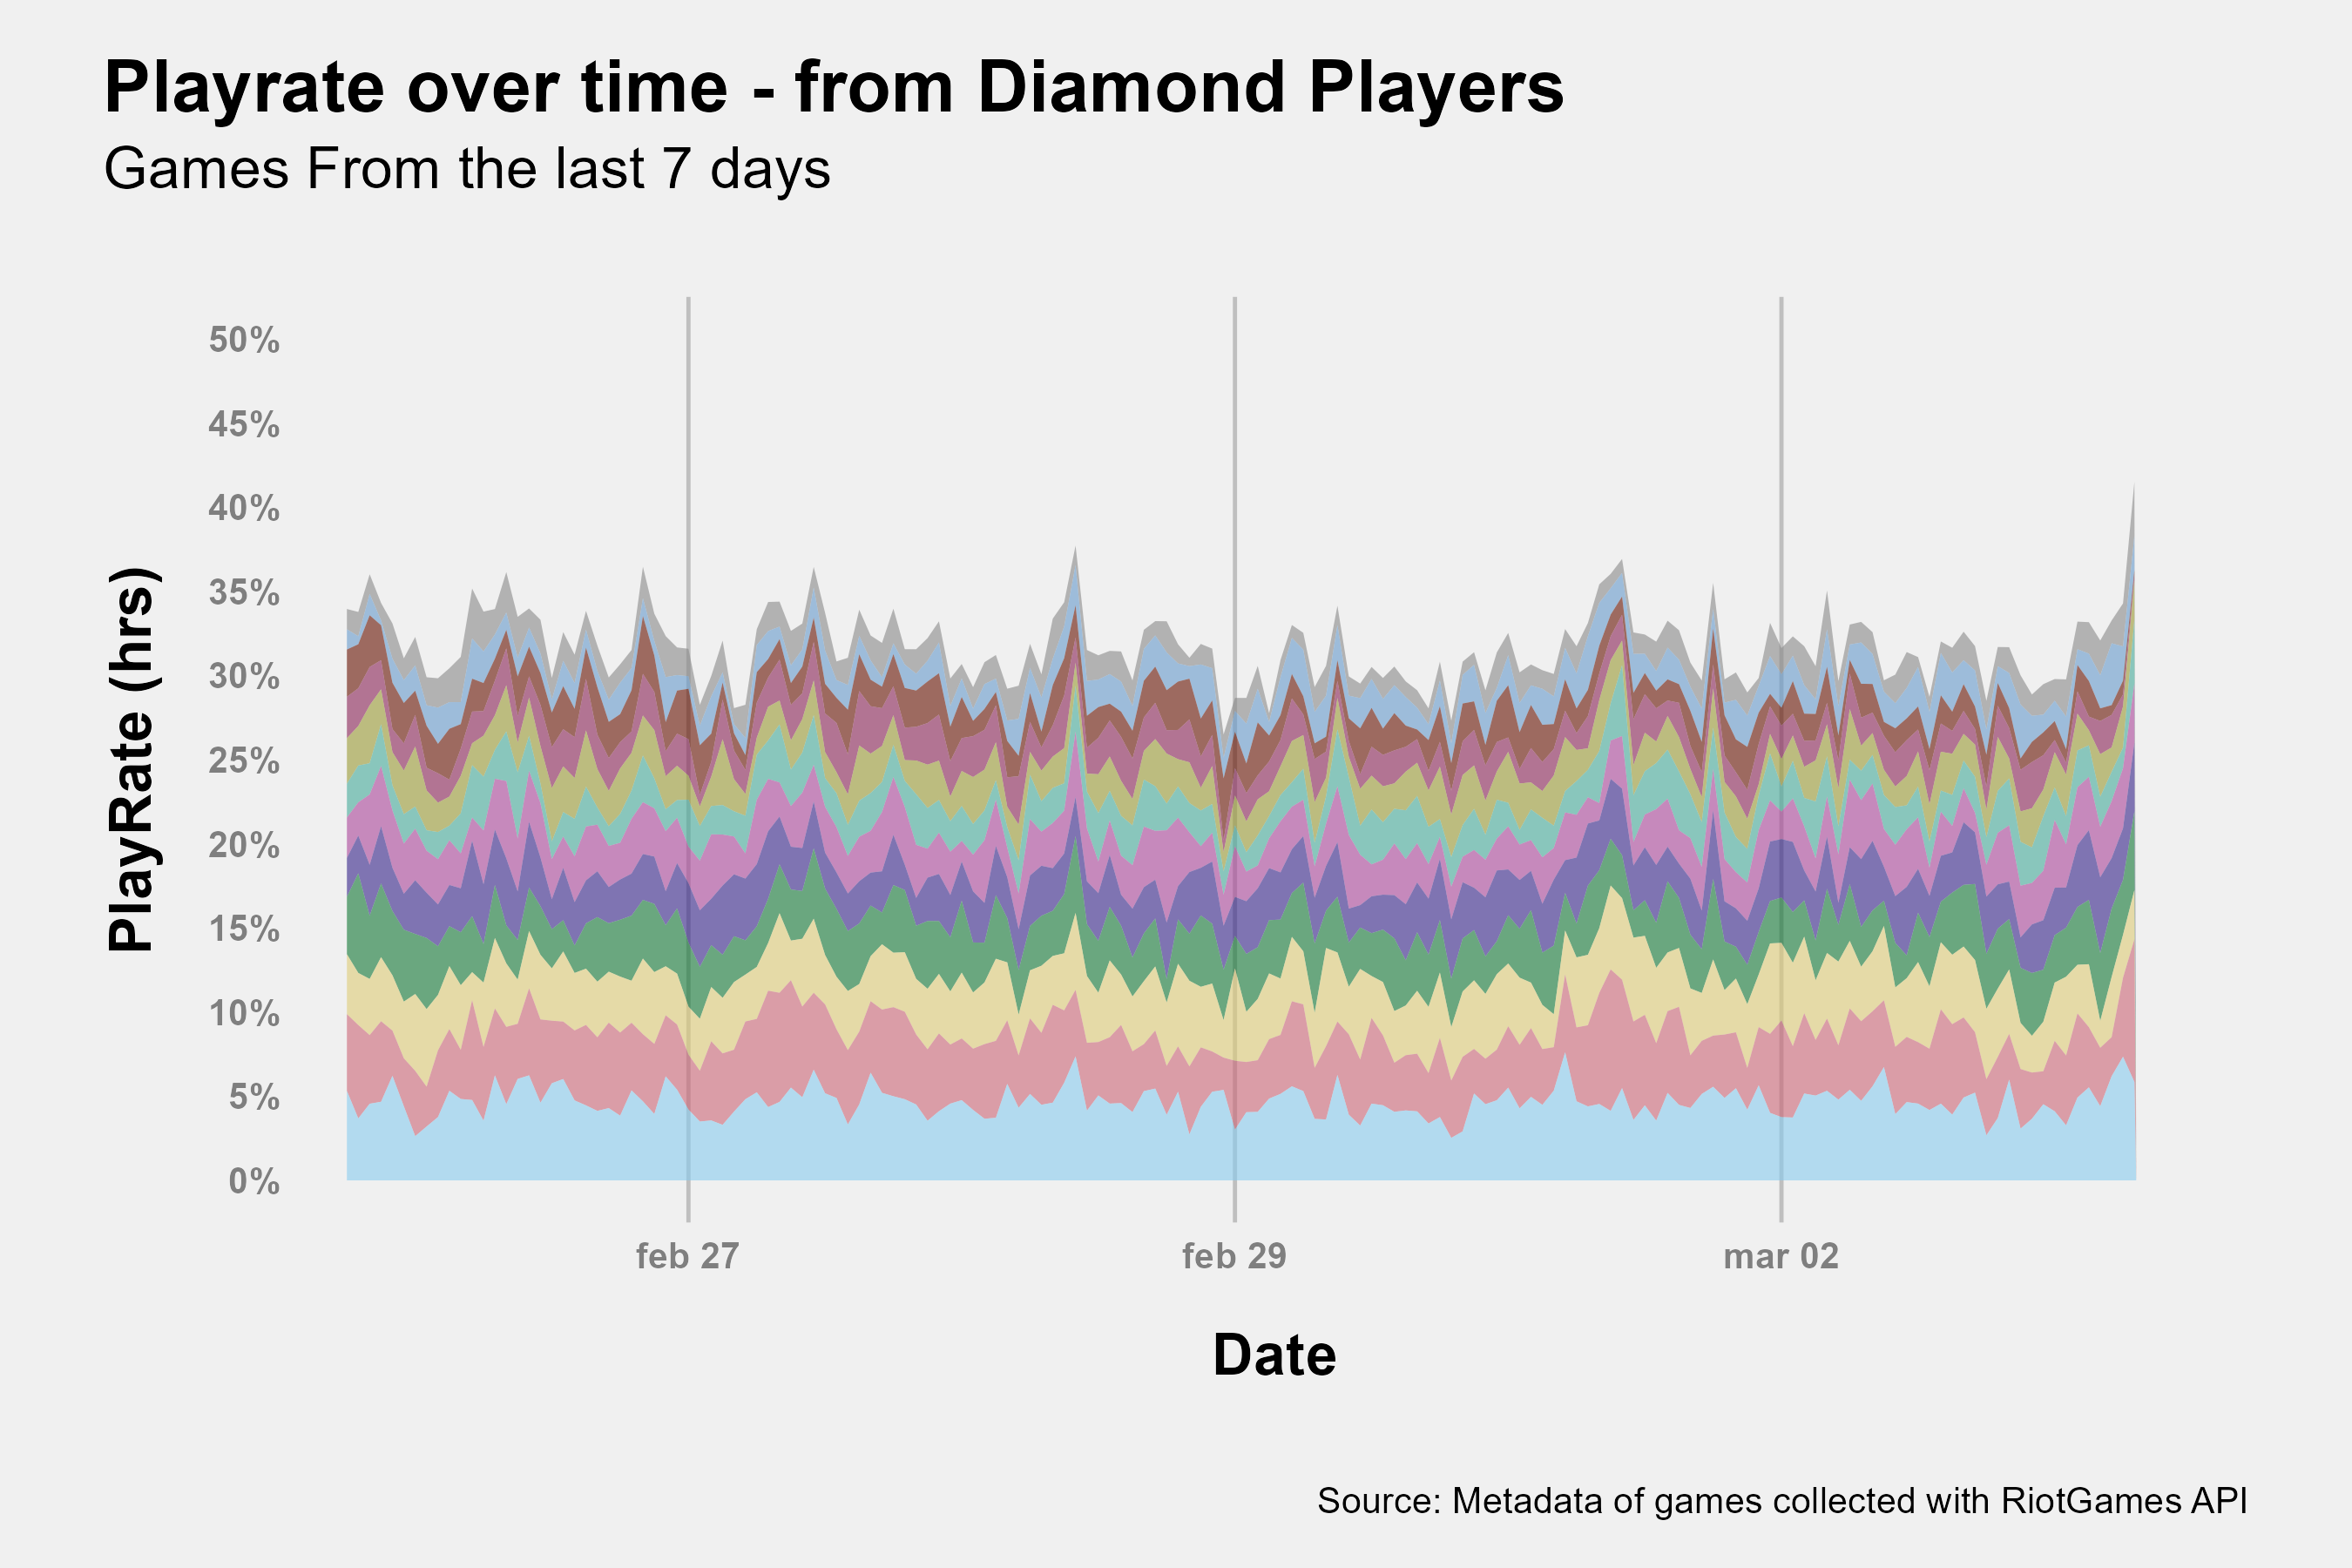 Playrate over time - from Diamond Players
Games From the last 7 days
50%
45%
40%
35%
30%
25%
20%
15%
10%
5%
0%
PlayRate (hrs)
feb 27
feb 29
mar 02
Date
Source: Metadata of games collected with RiotGames API